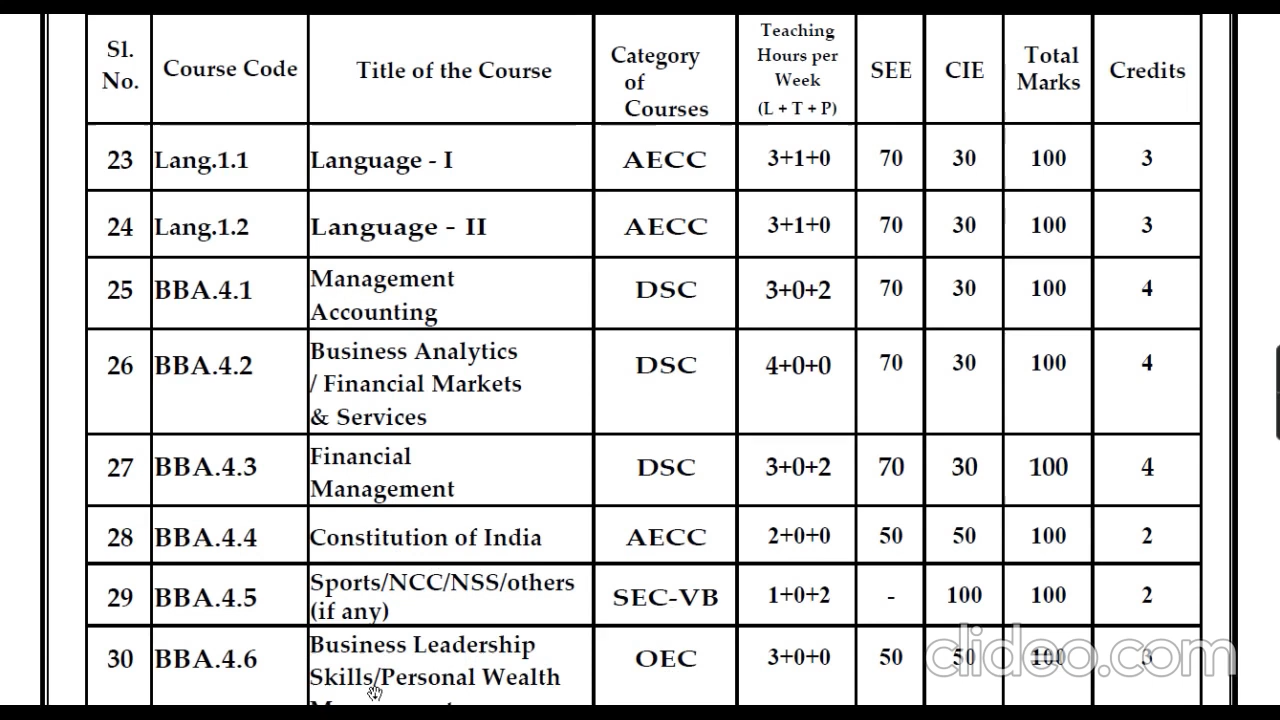 Sl. No. Course Code Title of the Course Category of Courses Teaching Hours per Week (L + T + P) SEE CIE Total Marks Credits
23 Lang.1.1 Language - I AECC 3+1+0 70 30 100 3
24 Lang.1.2 Language - II AECC 3+1+0 70 30 100 3
25 BBA.4.1 Management Accounting DSC 3+0+2 70 30 100 4
26 BBA.4.2 Business Analytics / Financial Markets & Services DSC 4+0+0 70 30 100 4
27 BBA.4.3 Financial Management DSC 3+0+2 70 30 100 4
28 BBA.4.4 Constitution of India AECC 2+0+0 50 50 100 2
29 BBA.4.5 Sports/NCC/NSS/others (if any) SEC-VB 1+0+2 - 100 100 2
30 BBA.4.6 Business Leadership Skills/Personal Wealth OEC 3+0+0 50 50 100 3
clideo.com